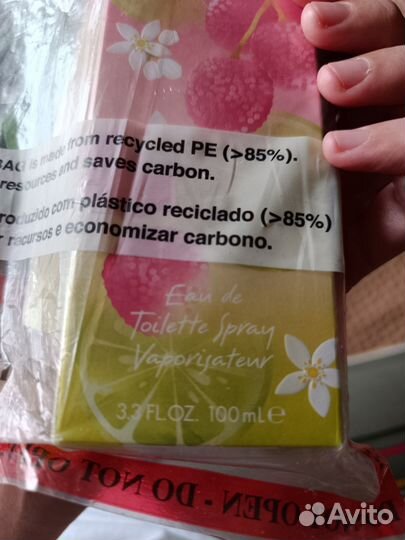 BAG is made from recycled PE (>85%).
resources and saves carbon.
roduzido com plástico reciclado (>85%)
r recursos e economizar carbono.
Eau de
Toilette Spray
Vaporisateur
3.3 FL.OZ. 100 mL e
OPEN - DO NOT
Avito